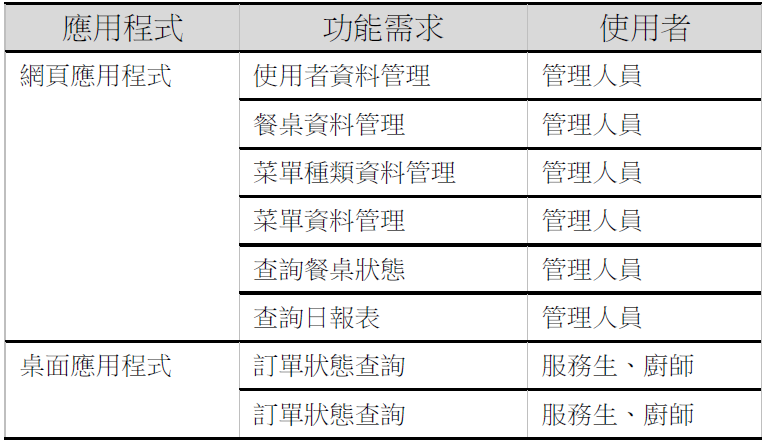 應用程式 功能需求 使用者
網頁應用程式 使用者資料管理 管理人員
餐桌資料管理 管理人員
菜單種類資料管理 管理人員
菜單資料管理 管理人員
查詢餐桌狀態 管理人員
查詢日報表 管理人員
桌面應用程式 訂單狀態查詢 服務生、廚師
訂單狀態查詢 服務生、廚師